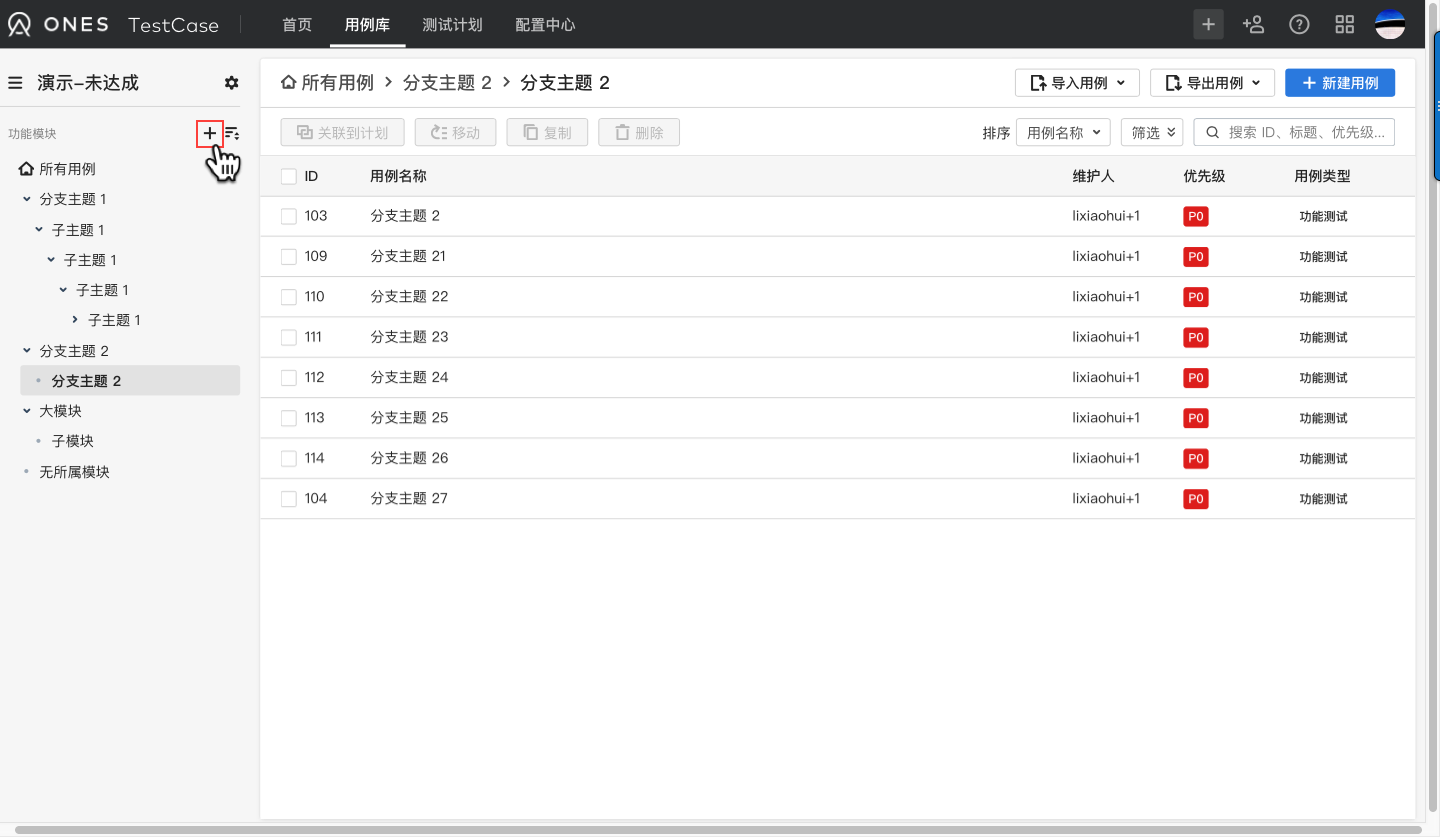 ONES TestCase 首页 用例库 测试计划 配置中心
演示-未达成
所有用例 > 分支主题 2 > 分支主题 2
导入用例 导出用例 新建用例
功能模块
关联到计划 移动 复制 删除 排序 用例名称 筛选 搜索 ID、标题、优先级...
所有用例
分支主题 1
子主题 1
子主题 1
子主题 1
子主题 1
分支主题 2
分支主题 2
大模块
子模块
无所属模块
ID 用例名称 维护人 优先级 用例类型
103 分支主题 2 lixiaohui+1 P0 功能测试
109 分支主题 21 lixiaohui+1 P0 功能测试
110 分支主题 22 lixiaohui+1 P0 功能测试
111 分支主题 23 lixiaohui+1 P0 功能测试
112 分支主题 24 lixiaohui+1 P0 功能测试
113 分支主题 25 lixiaohui+1 P0 功能测试
114 分支主题 26 lixiaohui+1 P0 功能测试
104 分支主题 27 lixiaohui+1 P0 功能测试